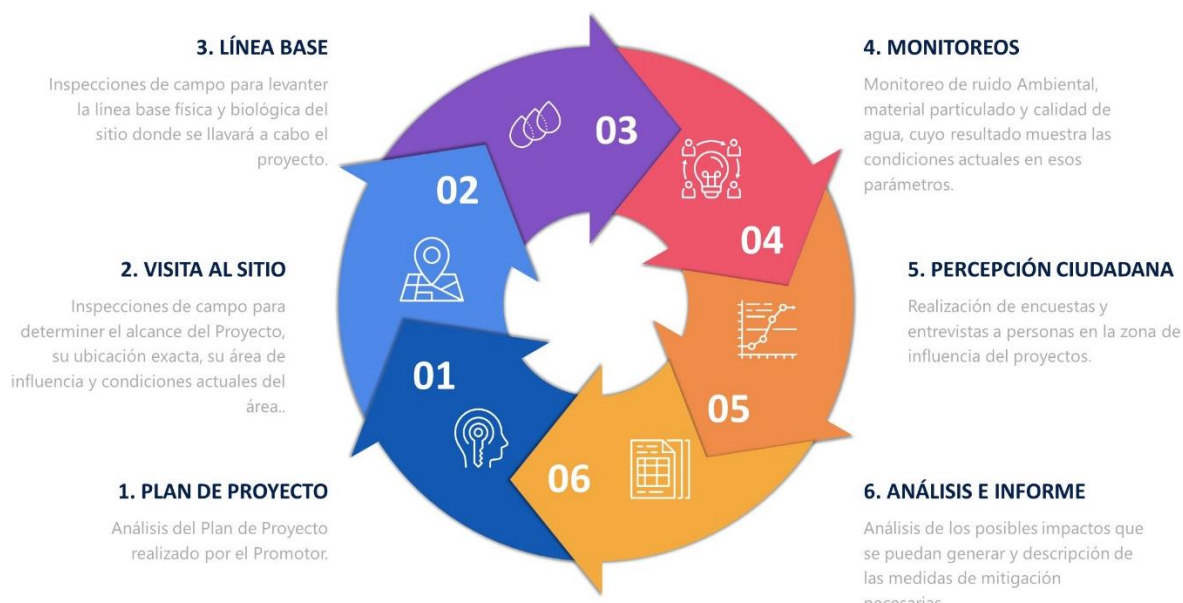 3. LÍNEA BASE
Inspecciones de campo para levanter
la línea base física y biológica del
sitio donde se llavará a cabo el
proyecto.
2. VISITA AL SITIO
Inspecciones de campo para
determiner el alcance del Proyecto,
su ubicación exacta, su área de
influencia y condiciones actuales del
área..
1. PLAN DE PROYECTO
Análisis del Plan de Proyecto
realizado por el Promotor.
03
02
04
01
05
06
4. MONITOREOS
Monitoreo de ruido Ambiental,
material particulado y calidad de
agua, cuyo resultado muestra las
condiciones actuales en esos
parámetros.
5. PERCEPCIÓN CIUDADANA
Realización de encuestas y
entrevistas a personas en la zona de
influencia del proyectos.
6. ANÁLISIS E INFORME
Análisis de los posibles impactos que
se puedan generar y descripción de
las medidas de mitigación
necesarias